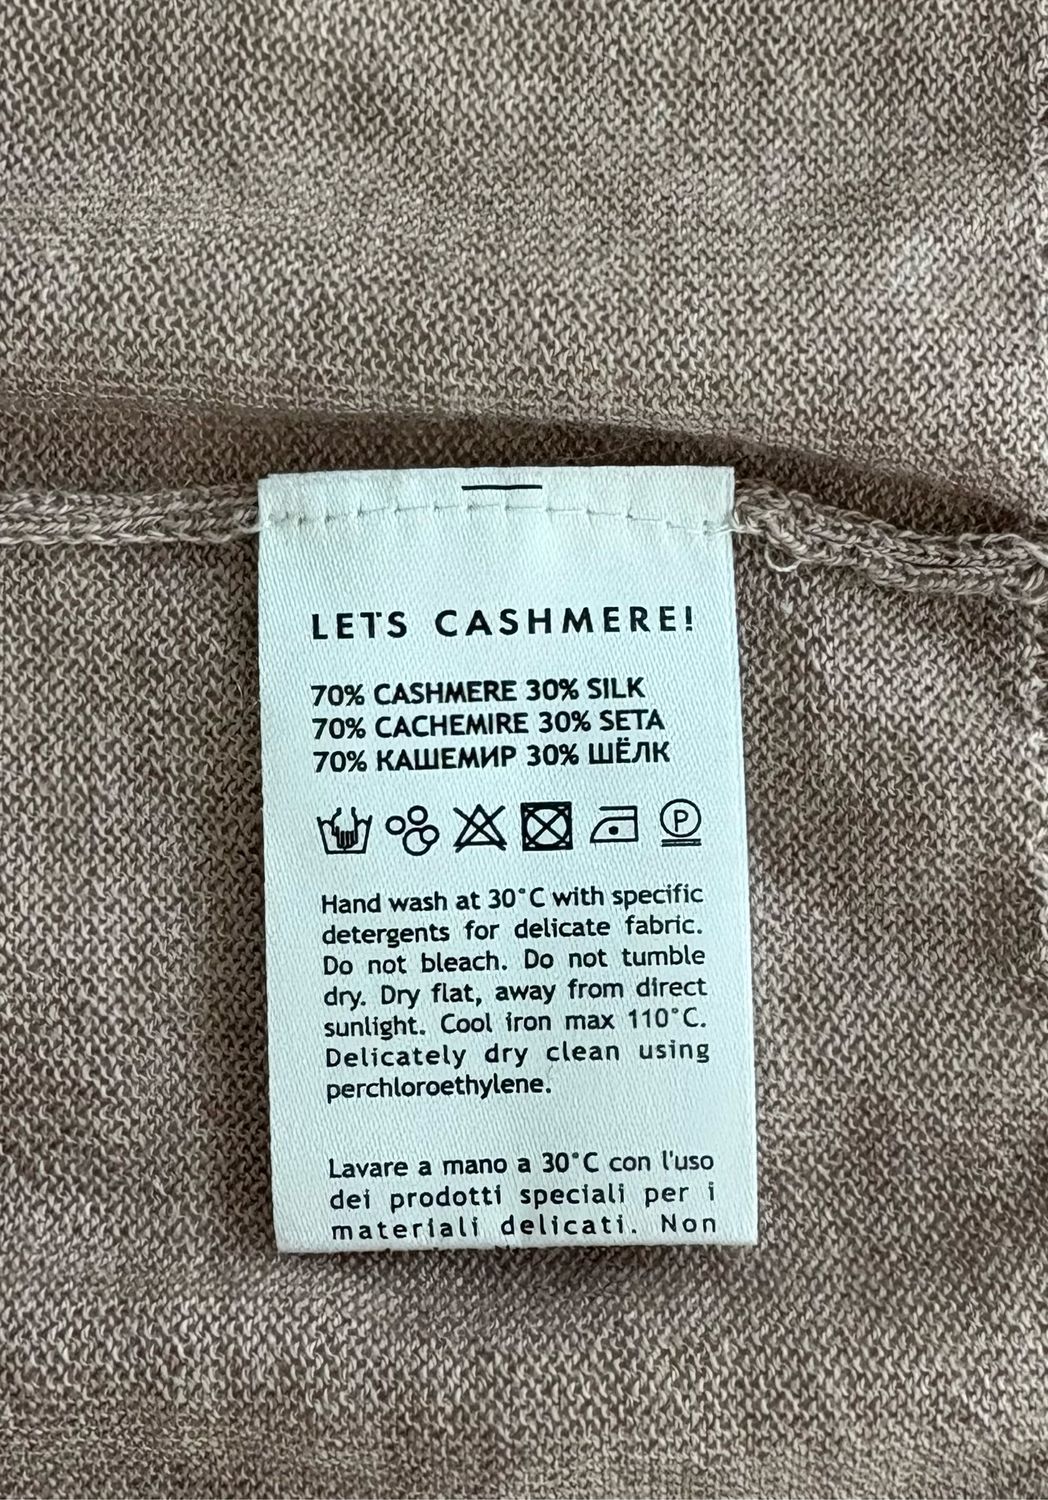 LETS CASHMERE!
70% CASHMERE 30% SILK
70% CACHEMIRE 30% SETA
70% КАШЕМИР 30% ШЁЛК
P
Hand wash at 30°C with specific
detergents for delicate fabric.
Do not bleach. Do not tumble
dry. Dry flat, away from direct
sunlight. Cool iron max 110°C.
Delicately dry clean using
perchloroethylene.
Lavare a mano a 30°C con l'uso
dei prodotti speciali per i
materiali delicati. Non